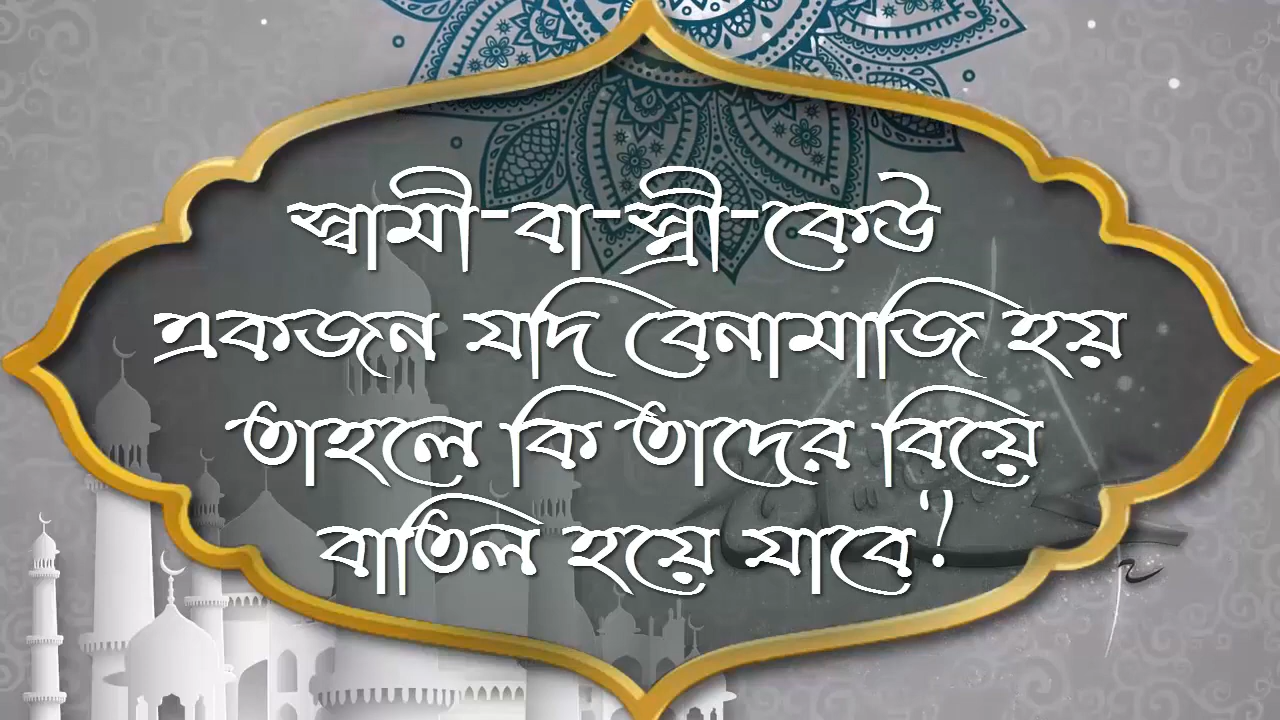 স্বামী-বা-স্ত্রী-কেউ
একজন যদি বেনামাজি হয়
তাহলে কি তাদের বিয়ে
বাতিল হয়ে যাবে?